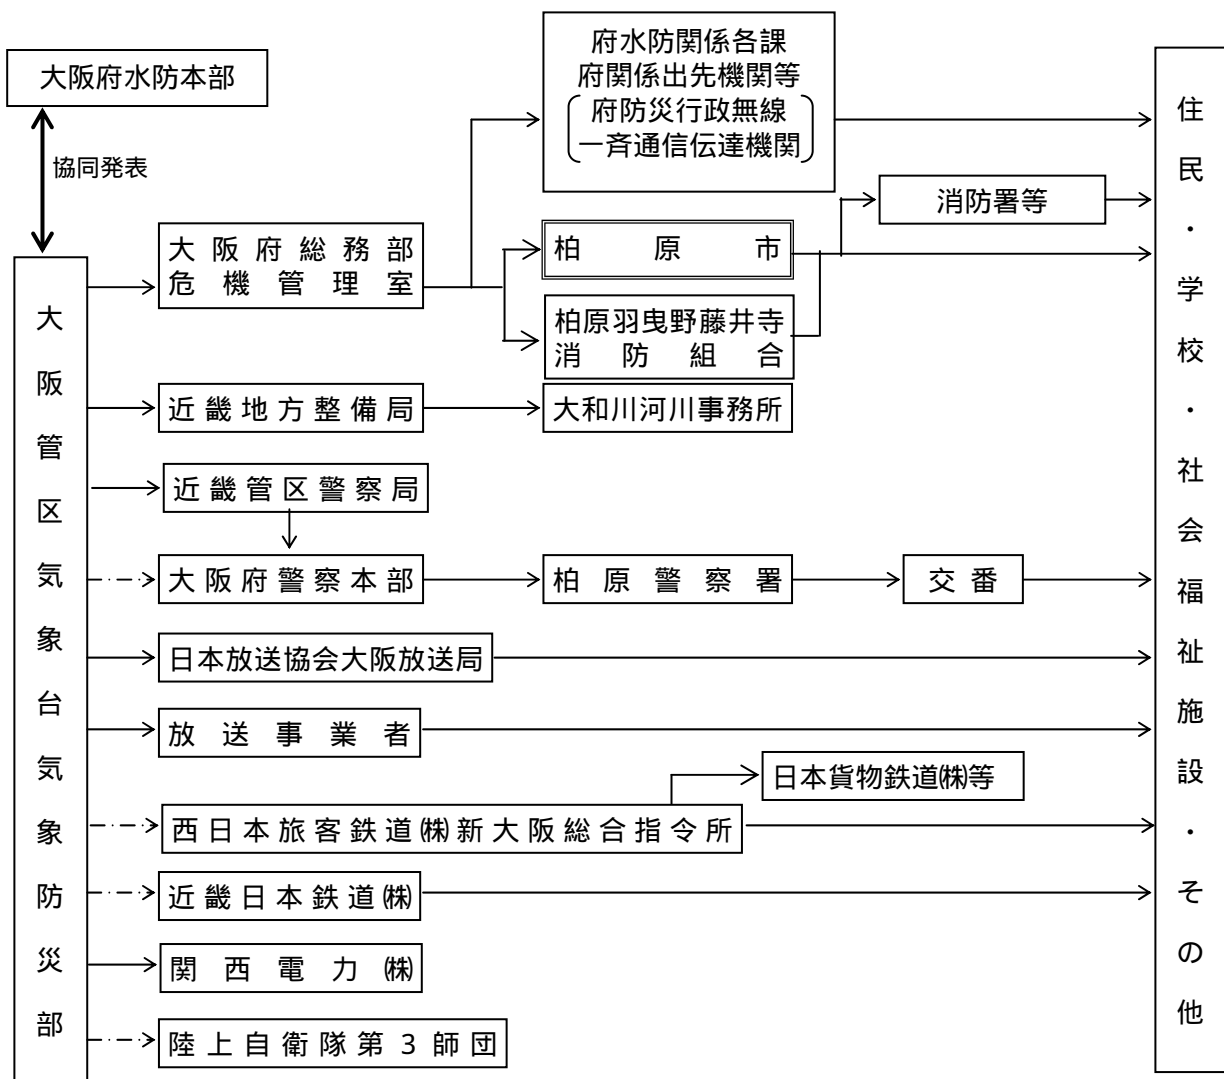 大阪府水防本部
協同発表
大阪管区気象台気象防災部
大阪府総務部
危機管理室
府水防関係各課
府関係出先機関等
府防災行政無線
一斉通信伝達機関
柏原市
柏原羽曳野藤井寺
消防組合
消防署等
近畿地方整備局
大和川河川事務所
近畿管区警察局
大阪府警察本部
柏原警察署
交番
日本放送協会大阪放送局
放送事業者
日本貨物鉄道㈱等
西日本旅客鉄道㈱新大阪総合指令所
近畿日本鉄道㈱
関西電力㈱
陸上自衛隊第3師団
住民・学校・社会福祉施設・その他